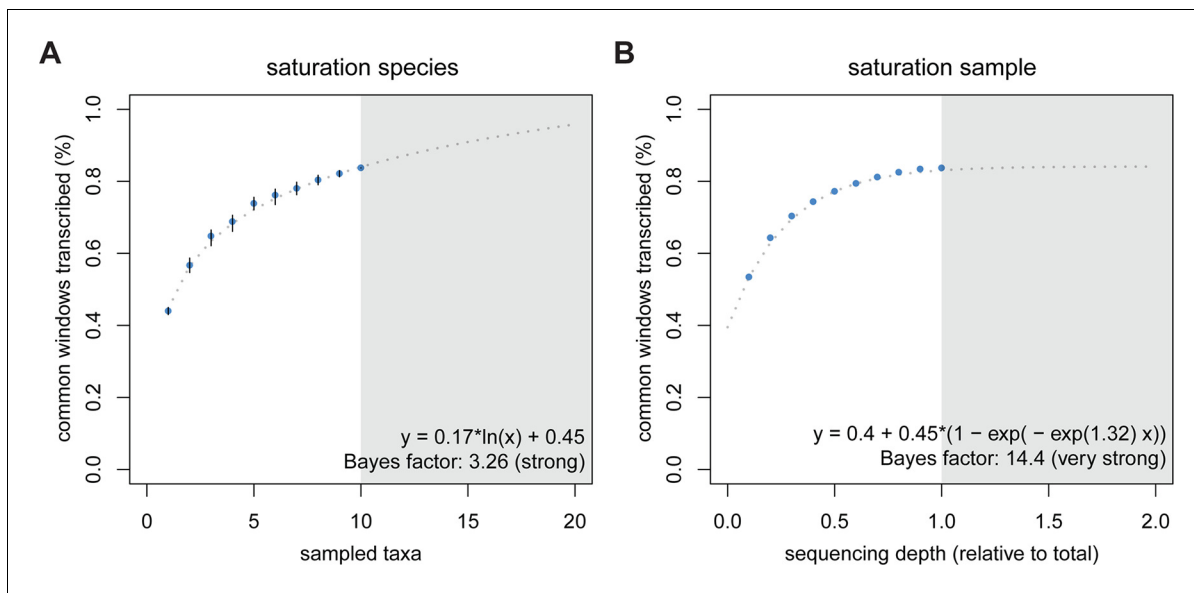 A
saturation species
common windows transcribed (%)
1.0
0.8
0.6
0.4
0.2
0.0
y = 0.17*ln(x) + 0.45
Bayes factor: 3.26 (strong)
0 5 10 15 20
sampled taxa
B
saturation sample
common windows transcribed (%)
1.0
0.8
0.6
0.4
0.2
0.0
y = 0.4 + 0.45*(1 − exp( − exp(1.32) x))
Bayes factor: 14.4 (very strong)
0.0 0.5 1.0 1.5 2.0
sequencing depth (relative to total)